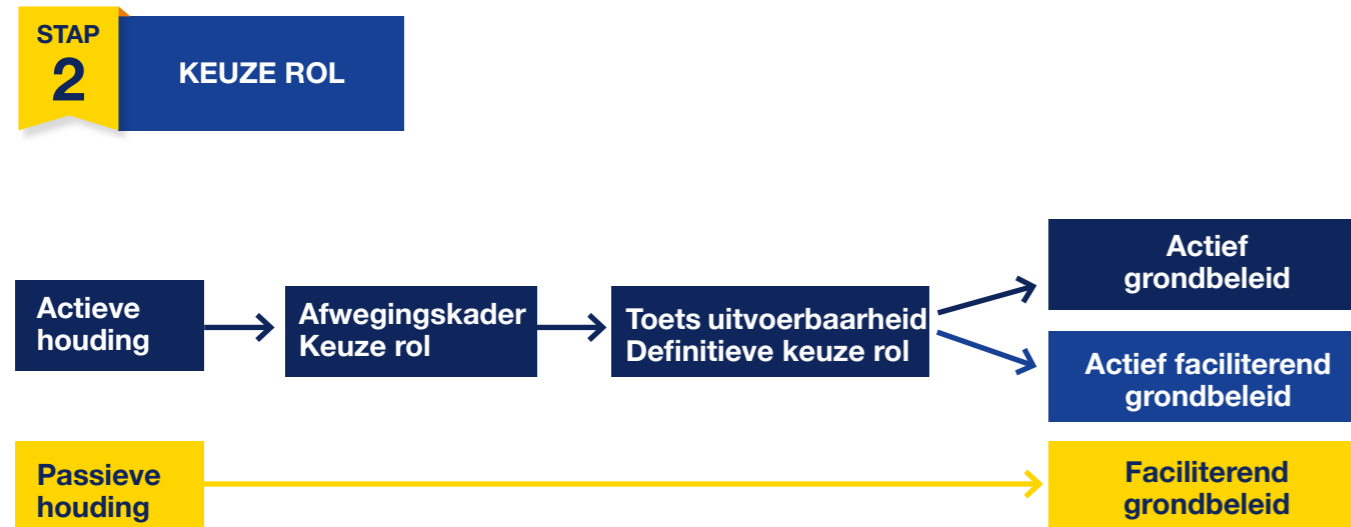 STAP
2
KEUZE ROL
Actief
grondbeleid
Actieve
houding
Afwegingskader
Keuze rol
Toets uitvoerbaarheid
Definitieve keuze rol
Actief faciliterend
grondbeleid
Passieve
houding
Faciliterend
grondbeleid